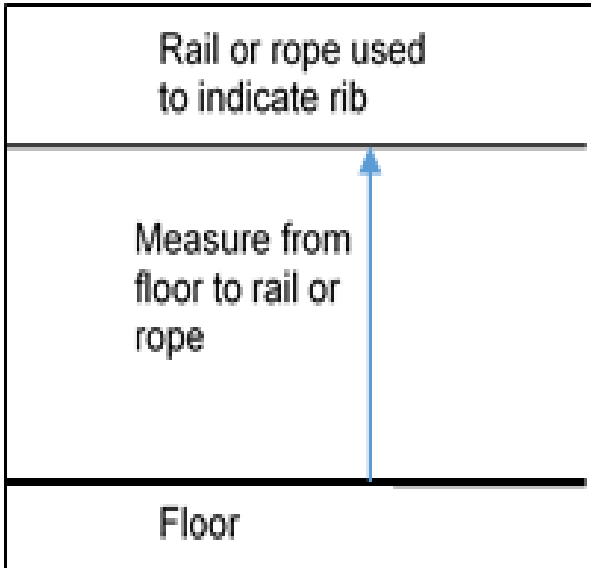 Rail or rope used
to indicate rib
Measure from
floor to rail or
rope
Floor